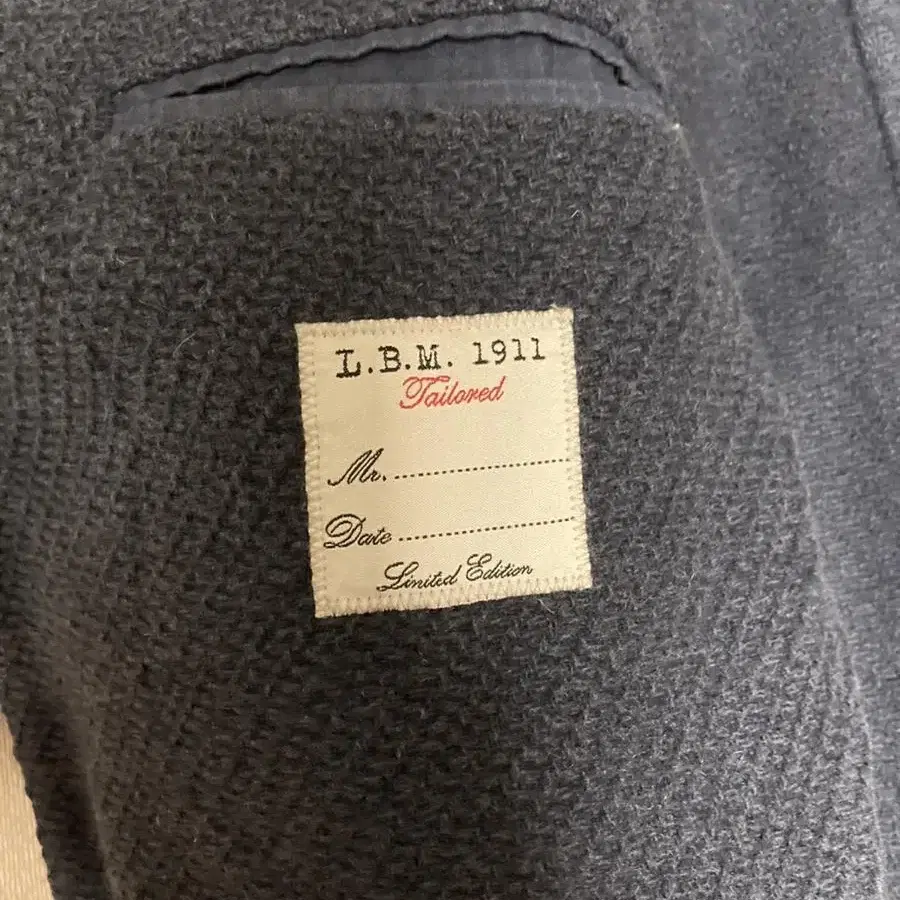 L.B.M. 1911
Tailored
Mr. ........................
Date ........................
Limited Edition